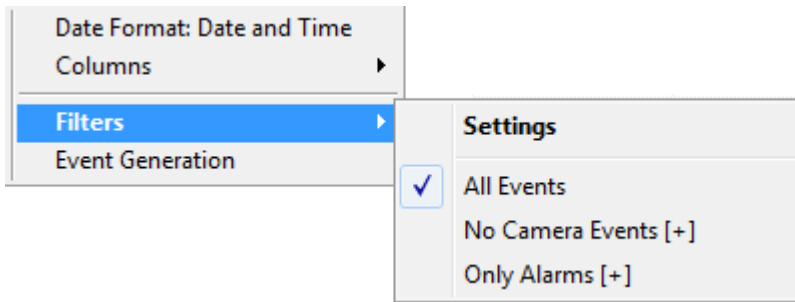 Date Format: Date and Time
Columns
Filters
Event Generation
Settings
All Events
No Camera Events [+]
Only Alarms [+]